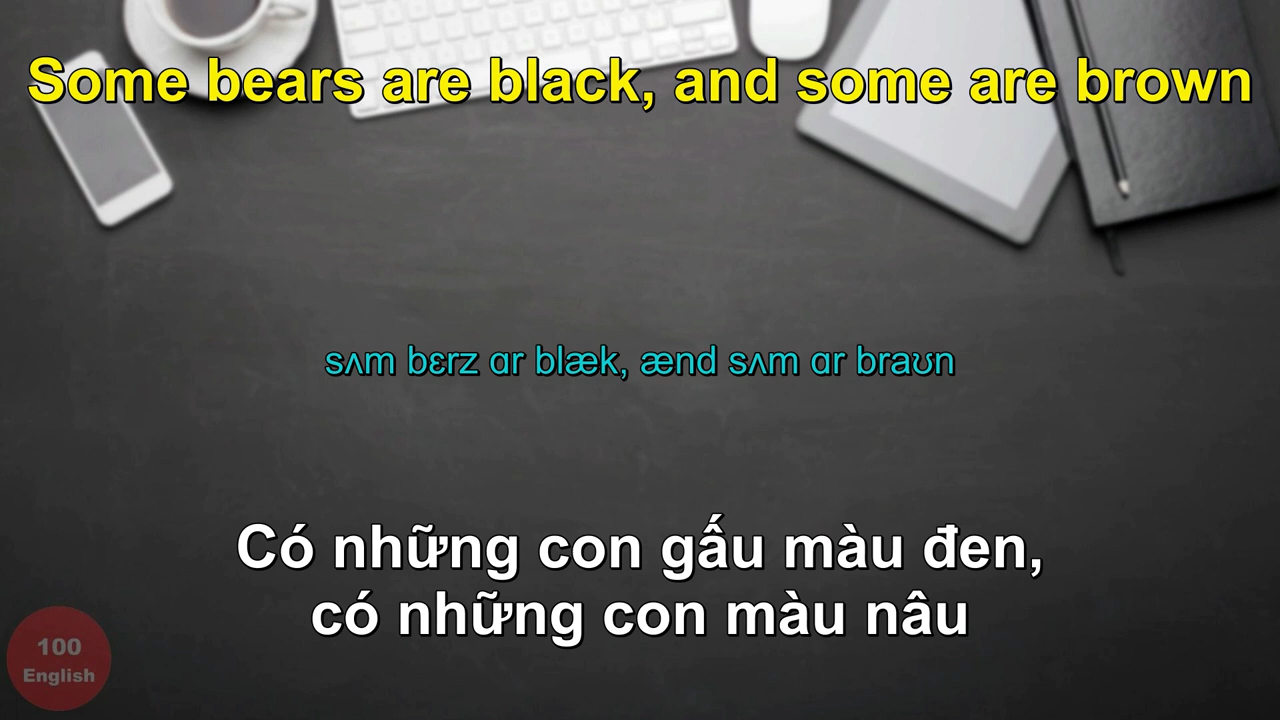 Some bears are black, and some are brown
sʌm bɛrz ɑr blæk, ænd sʌm ɑr braʊn
Có những con gấu màu đen,
có những con màu nâu
100
English